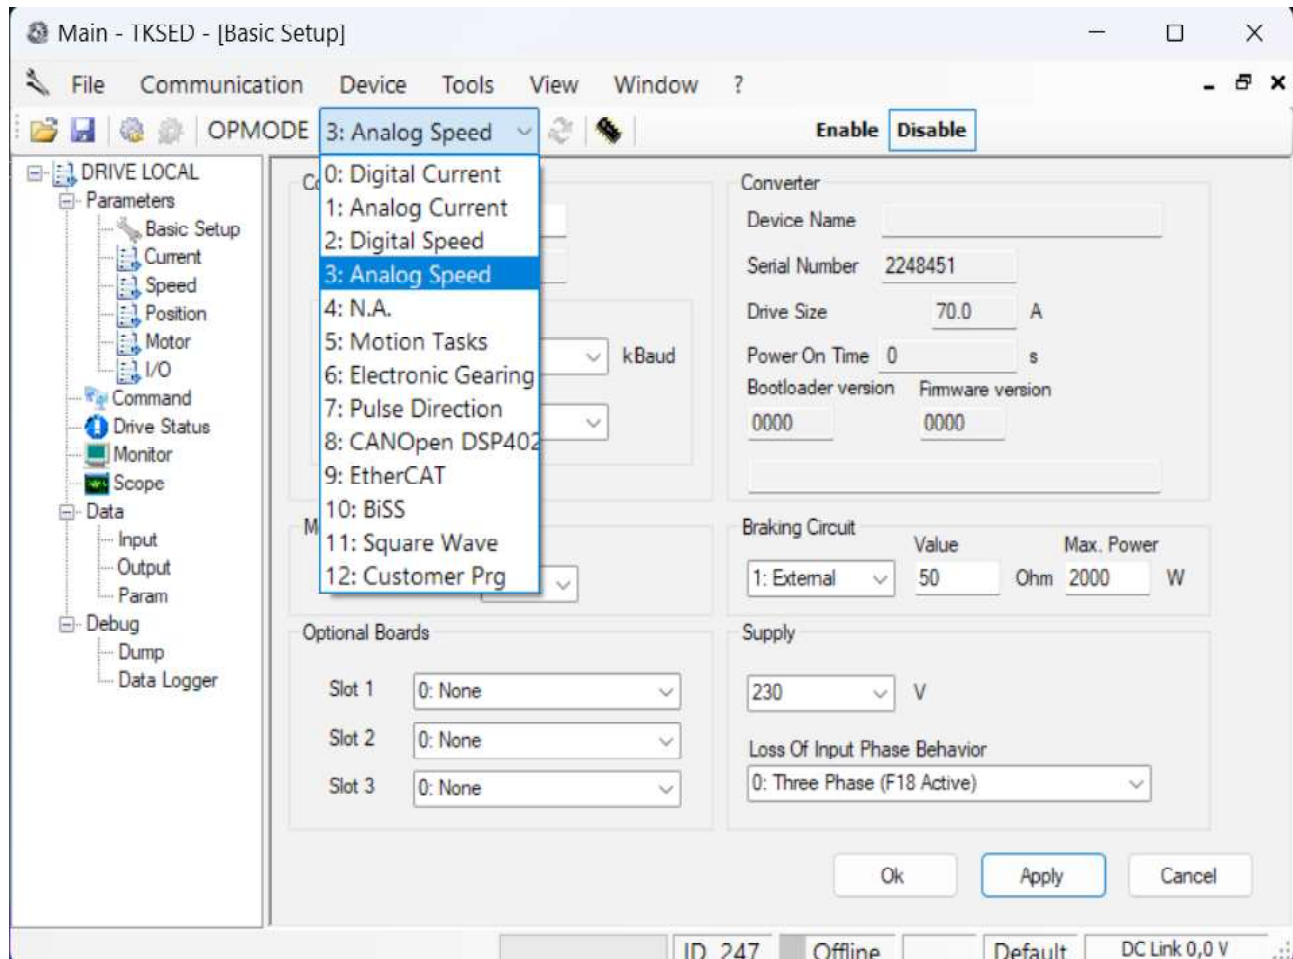 Main - TKSED - [Basic Setup]
File Communication Device Tools View Window ?
OPMODE 3: Analog Speed Enable Disable
DRIVE LOCAL
Parameters
Basic Setup
Current
Speed
Position
Motor
I/O
Command
Drive Status
Monitor
Scope
Data
Input
Output
Param
Debug
Dump
Data Logger
0: Digital Current
1: Analog Current
2: Digital Speed
3: Analog Speed
4: N.A.
5: Motion Tasks
6: Electronic Gearing
7: Pulse Direction
8: CANOpen DSP402
9: EtherCAT
10: BiSS
11: Square Wave
12: Customer Prg
kBaud
Optional Boards
Slot 1 0: None
Slot 2 0: None
Slot 3 0: None
Converter
Device Name
Serial Number 2248451
Drive Size 70.0 A
Power On Time 0 s
Bootloader version Firmware version
0000 0000
Braking Circuit
Value Max. Power
1: External 50 Ohm 2000 W
Supply
230 V
Loss Of Input Phase Behavior
0: Three Phase (F18 Active)
Ok Apply Cancel
ID 247 Offline Default DC Link 0,0 V